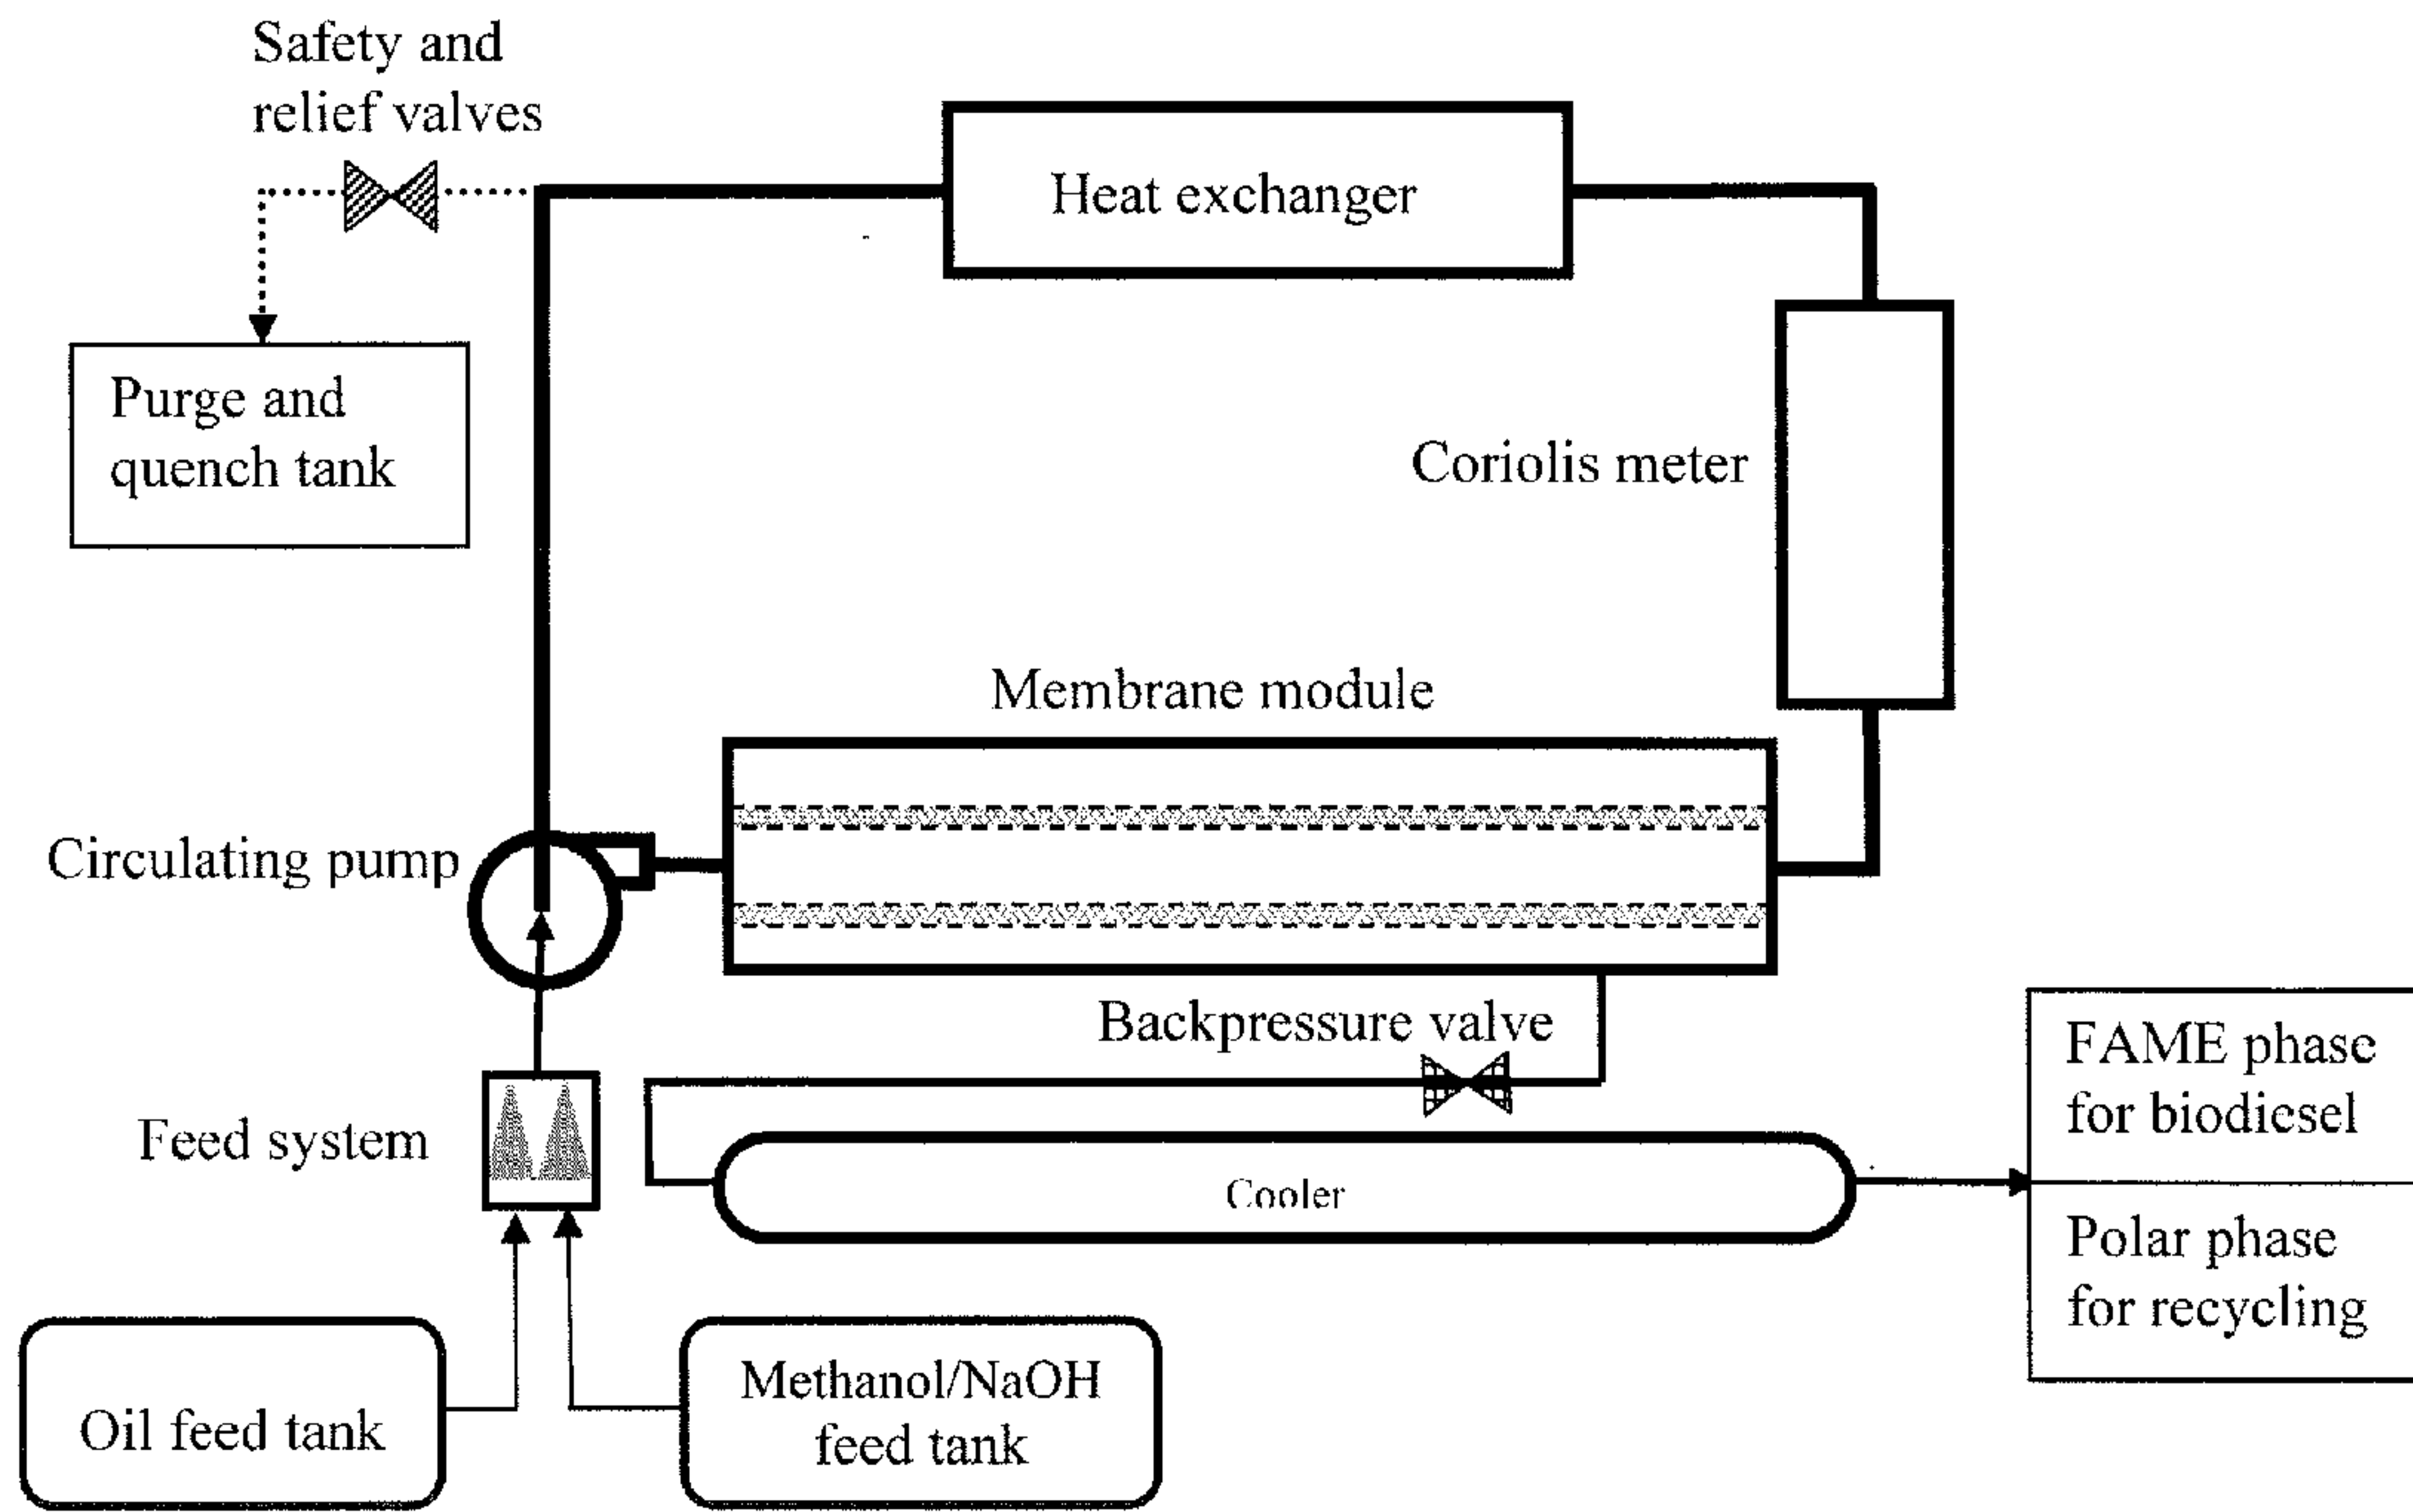 Safety and
relief valves
Heat exchanger
Purge and
quench tank
Coriolis meter
Membrane module
Circulating pump
Backpressure valve
FAME phase
for biodicsel
Feed system
Cooler
Polar phase
for recycling
Methanol/NaOH
feed tank
Oil feed tank